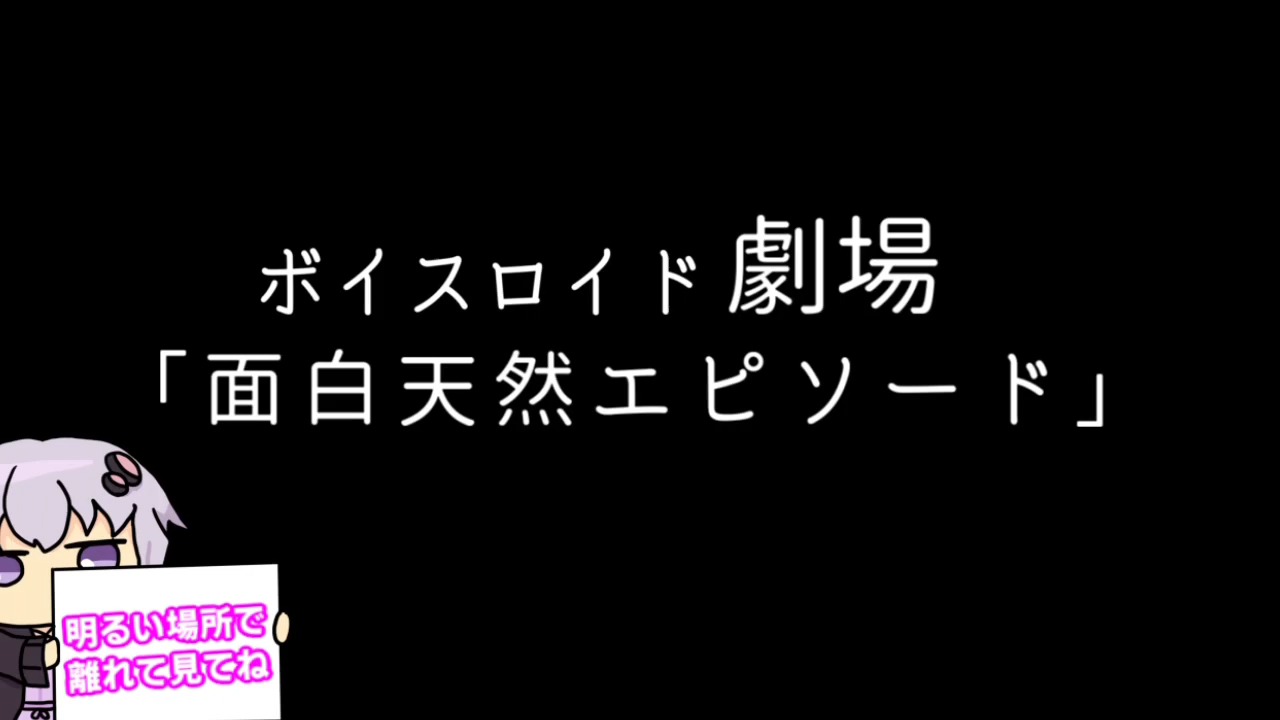 ボイスロイド劇場
「面白天然エピソード」
明るい場所で
離れて見てね